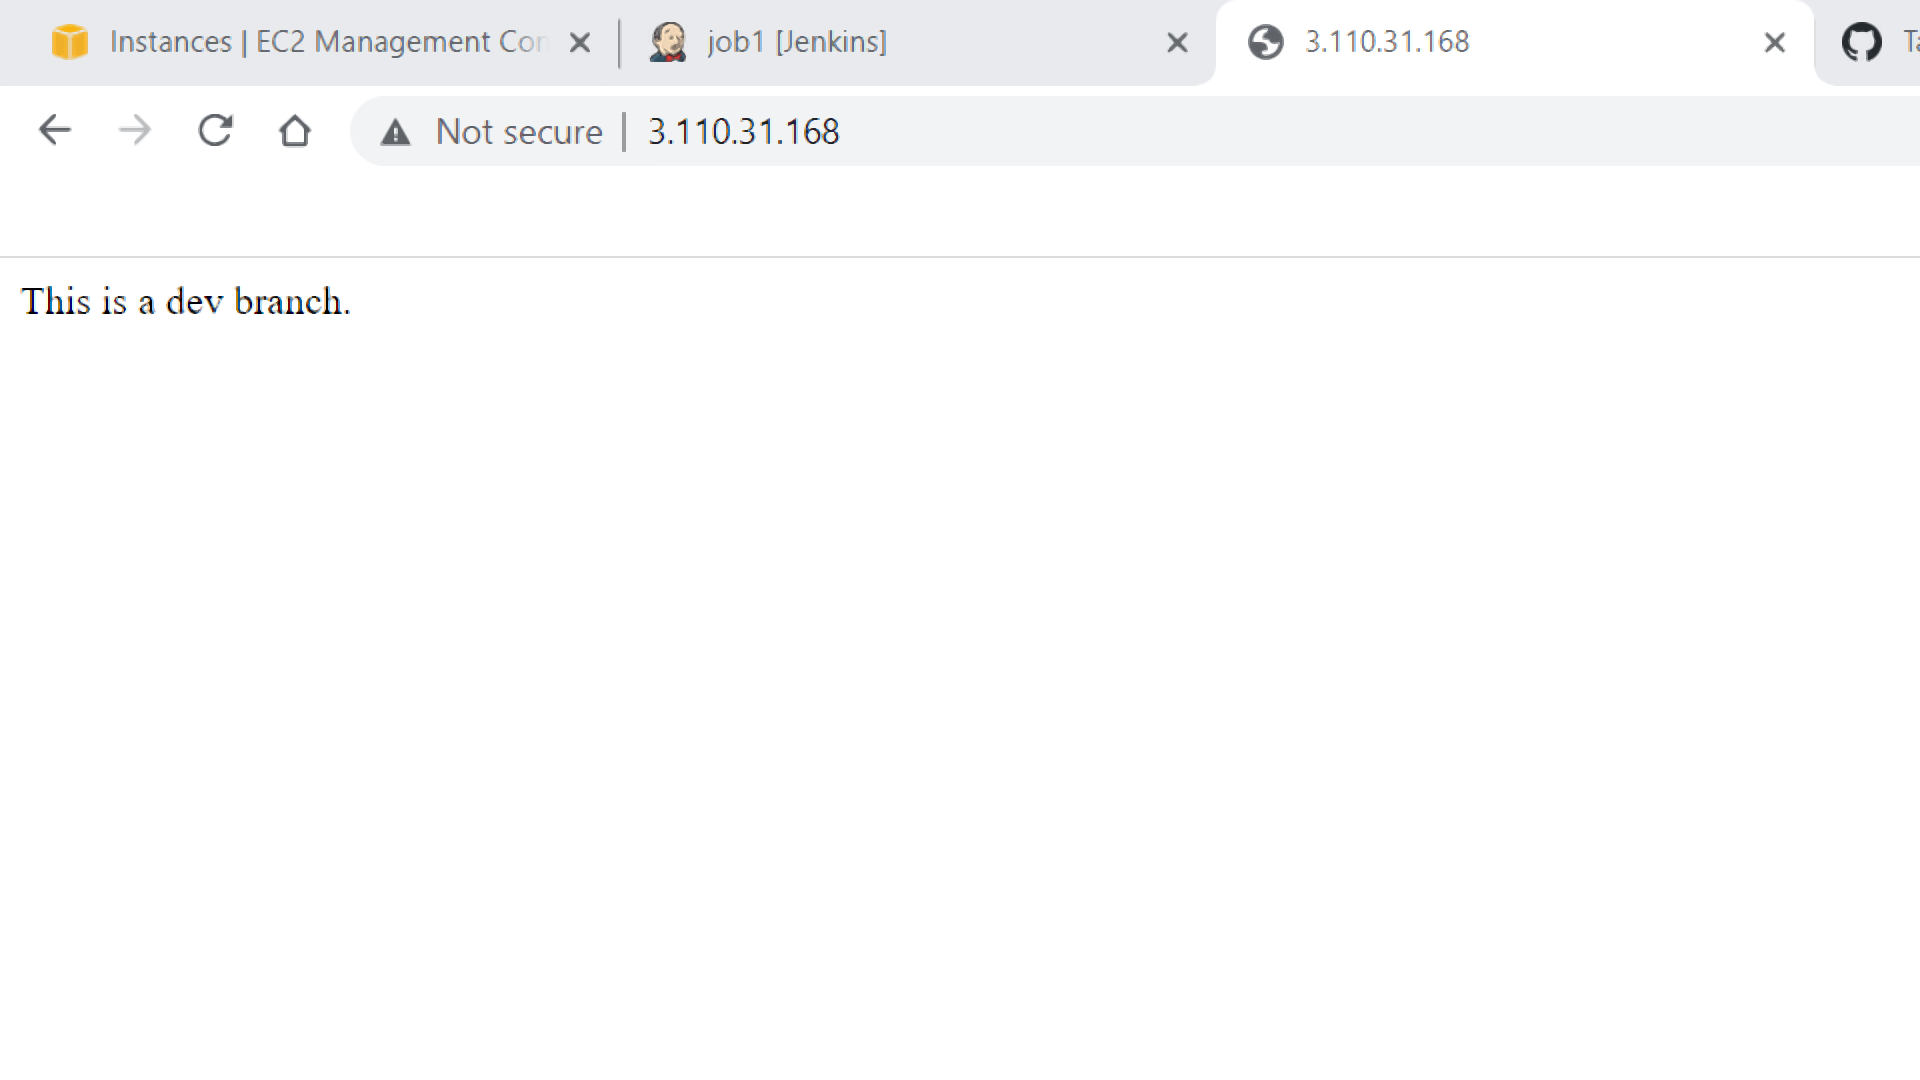 Instances | EC2 Management Con
job1 [Jenkins]
3.110.31.168
Not secure | 3.110.31.168
This is a dev branch.